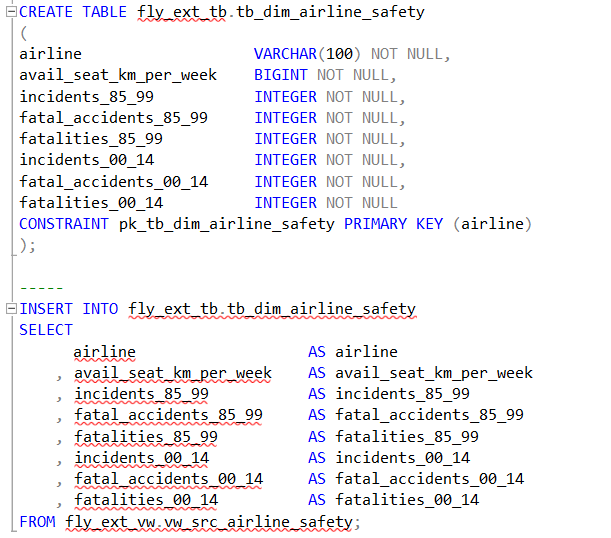 CREATE TABLE fly_ext_tb.tb_dim_airline_safety
(
airline VARCHAR(100) NOT NULL,
avail_seat_km_per_week BIGINT NOT NULL,
incidents_85_99 INTEGER NOT NULL,
fatal_accidents_85_99 INTEGER NOT NULL,
fatalities_85_99 INTEGER NOT NULL,
incidents_00_14 INTEGER NOT NULL,
fatal_accidents_00_14 INTEGER NOT NULL,
fatalities_00_14 INTEGER NOT NULL
CONSTRAINT pk_tb_dim_airline_safety PRIMARY KEY (airline)
);
-----
INSERT INTO fly_ext_tb.tb_dim_airline_safety
SELECT
airline AS airline
, avail_seat_km_per_week AS avail_seat_km_per_week
, incidents_85_99 AS incidents_85_99
, fatal_accidents_85_99 AS fatal_accidents_85_99
, fatalities_85_99 AS fatalities_85_99
, incidents_00_14 AS incidents_00_14
, fatal_accidents_00_14 AS fatal_accidents_00_14
, fatalities_00_14 AS fatalities_00_14
FROM fly_ext_vw.vw_src_airline_safety;